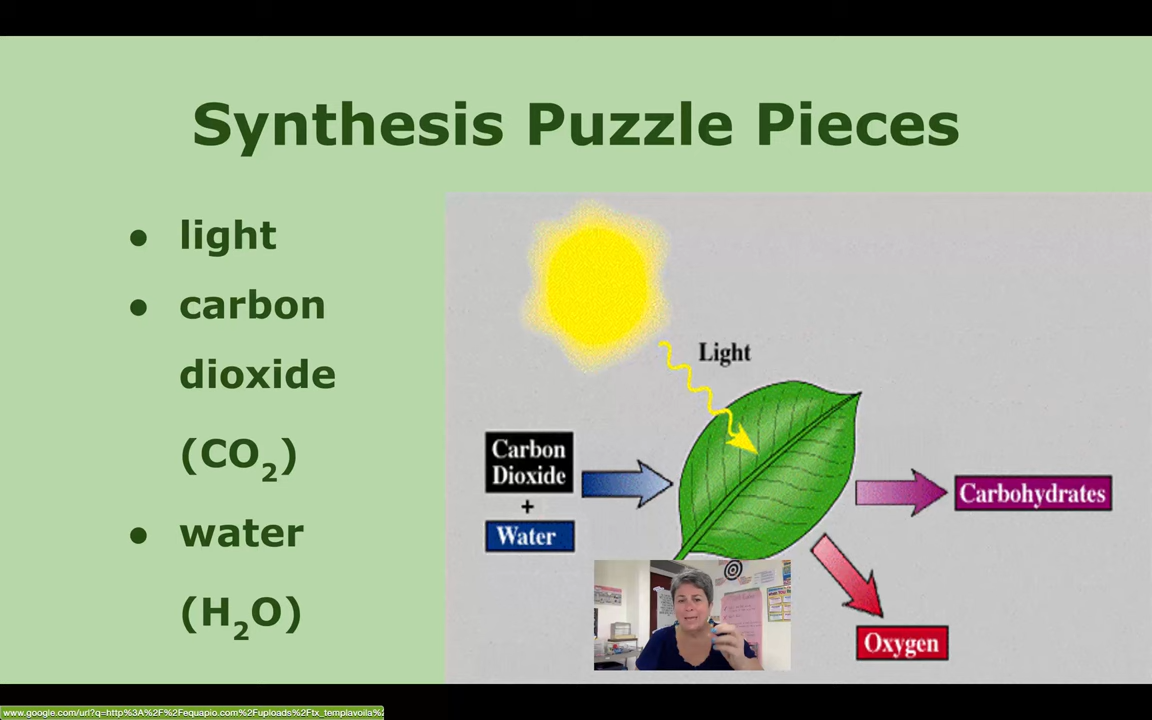 Synthesis Puzzle Pieces
● light
● carbon
dioxide
(CO₂)
● water
(H₂O)
Light
Carbon
Dioxide
+
Water
Carbohydrates
Oxygen
www.google.com/url?q=http%3A%2F%2Fequapio.com%2Fuploads%2Ftx_templavoila%2